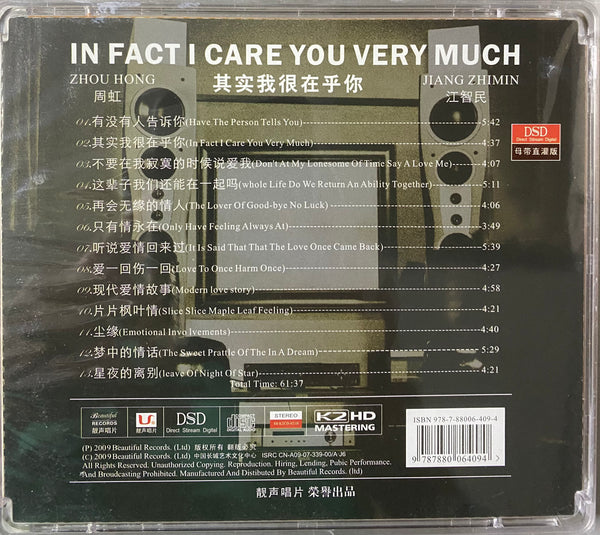 IN FACT I CARE YOU VERY MUCH
ZHOU HONG 其实我很在乎你 JIANG ZHIMIN
周虹 江智民
01.有没有人告诉你(Have The Person Tells You) 5:42
02.其实我很在乎你(In Fact I Care You Very Much) 4:37
03.不要在我寂寞的时候说爱我(Don't At My Lonesome Of Time Say A Love Me) 4:07
04.这辈子我们还能在一起吗(whole Life Do We Return An Ability Together) 5:11
05.再会无缘的情人(The Lover Of Good-bye No Luck) 4:06
06.只有情永在(Only Have Feeling Always At) 3:49
07.听说爱情回来过(It Is Said That That The Love Once Came Back) 5:39
08.爱一回伤一回(Love To Once Harm Once) 4:27
09.现代爱情故事(Modern love story) 4:58
10.片片枫叶情(Slice Slice Maple Leaf Feeling) 4:21
11.尘缘(Emotional Invo lvements) 4:40
12.梦中的情话(The Sweet Prattle Of The In A Dream) 5:29
13.星夜的离别(leave Of Night Of Star) 4:21
Total Time: 61:37
DSD
Direct Stream Digital
母带直灌版
Beautiful
RECORDS
靓声唱片
靓声唱片
DSD
Direct Stream Digital
COMPACT
disc
DIGITAL AUDIO
STEREO
K2HD
MASTERING
ISBN 978-7-88006-409-4
9 787880 064094
(P) 2009 Beautiful Records. (Ltd) 版权所有 翻版必究
(C) 2009 Beautiful Records. (Ltd) 中国长城艺术文化中心 ISRC CN-A09-07-339-00/A J6
All Rights Reserved. Unauthorized Copying. Reproduction. Hiring, Lending, Pubic Performance.
And Broadcasting Prohibited. Manufactured And Distributed By Beautiful Records. (ltd)
靓声唱片 荣誉出品